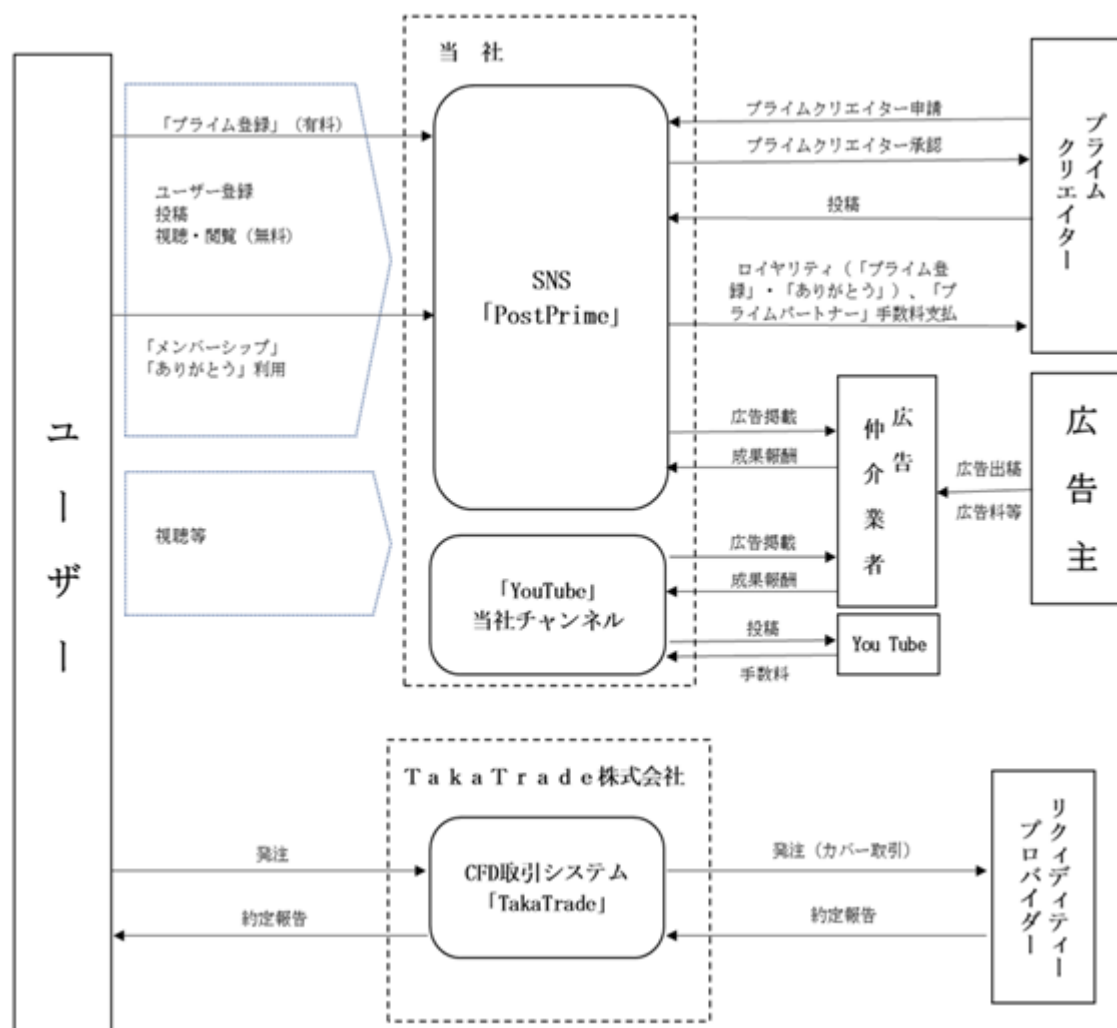 ユーザー
「プライム登録」(有料)
ユーザー登録
投稿
視聴・閲覧(無料)
「メンバーシップ」
「ありがとう」利用
視聴等
当 社
SNS
「PostPrime」
「YouTube」
当社チャンネル
プライムクリエイター申請
プライムクリエイター承認
投稿
ロイヤリティ(「プライム登
録」・「ありがとう」)、「プ
ライムパートナー」手数料支払
プライム
クリエイター
広告掲載
成果報酬
広告掲載
成果報酬
投稿
手数料
広告
仲介業者
You Tube
広告出稿
広告料等
広告主
TakaTrade株式会社
CFD取引システム
「TakaTrade」
発注
約定報告
発注(カバー取引)
約定報告
リクイディティー
プロバイダー